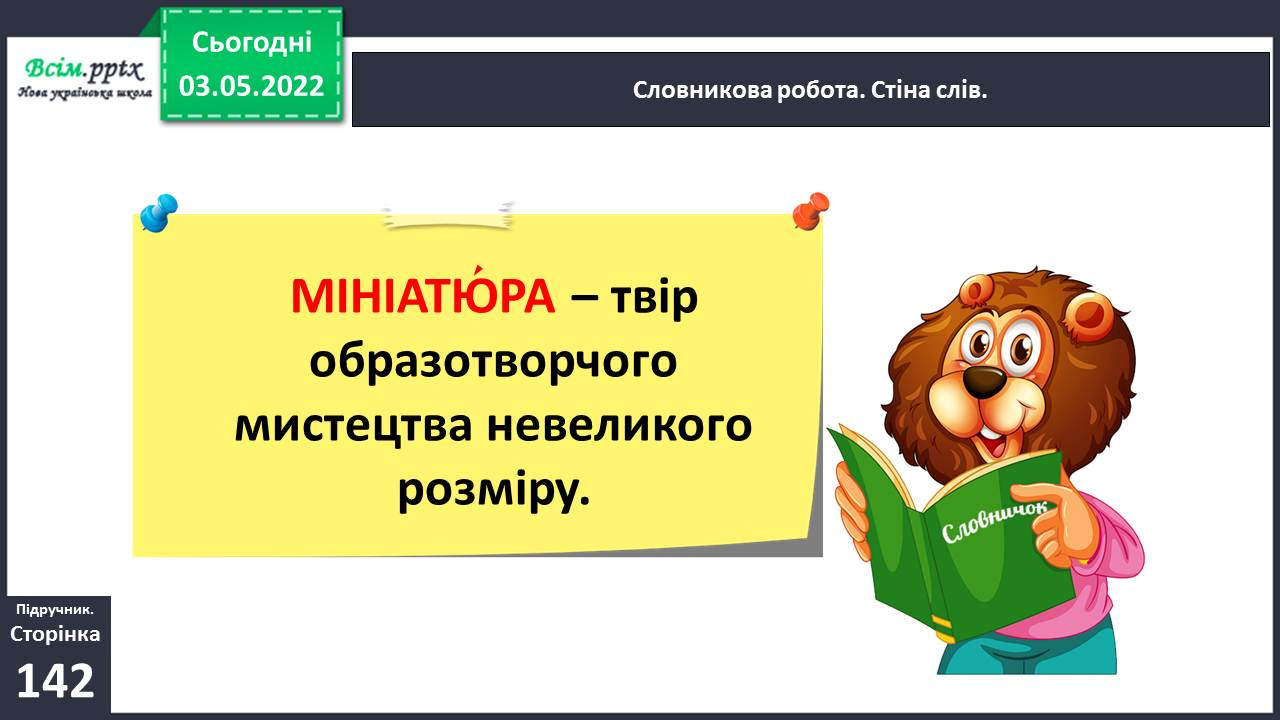 Сьогодні
03.05.2022
Всім.pptx
Нова українська школа
Словникова робота. Стіна слів.
МІНІАТЮ́РА – твір
образотворчого
мистецтва невеликого
розміру.
Словничок
Підручник.
Сторінка
142